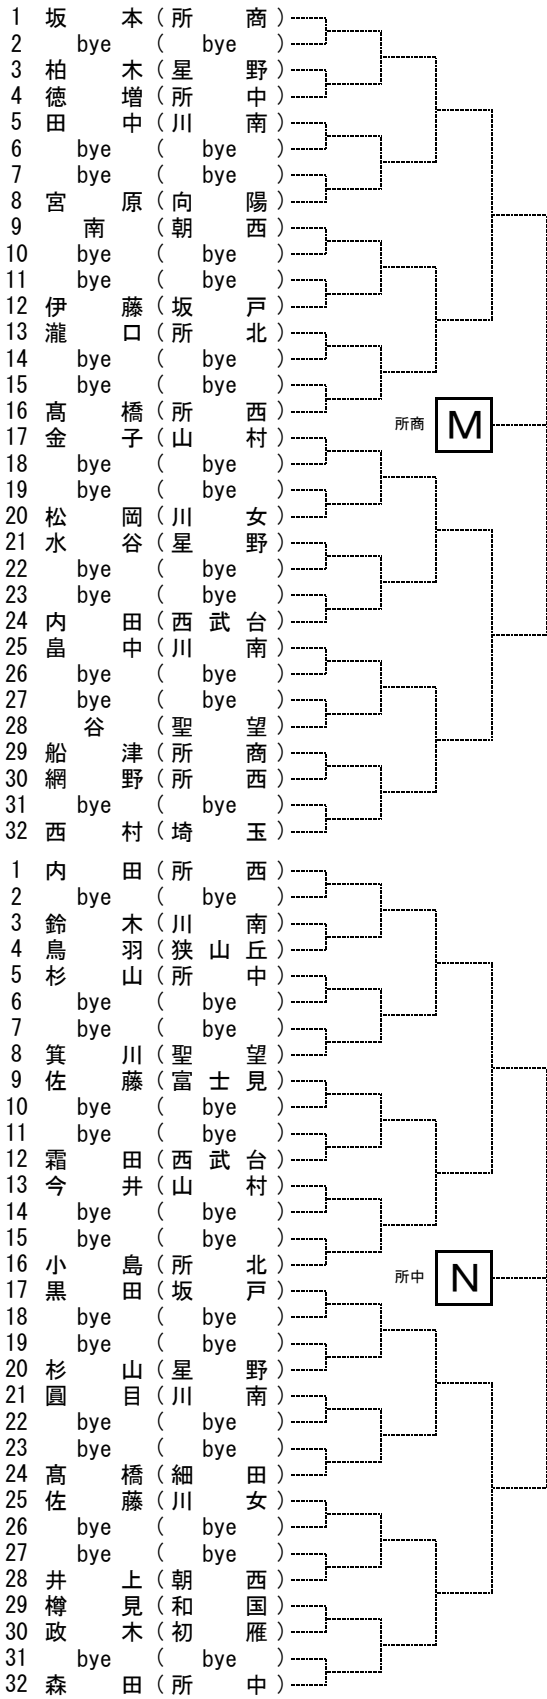 1 坂 本 ( 所 商 )
2 bye ( bye )
3 柏 木 ( 星 野 )
4 徳 増 ( 所 中 )
5 田 中 ( 川 南 )
6 bye ( bye )
7 bye ( bye )
8 宮 原 ( 向 陽 )
9 南 ( 朝 西 )
10 bye ( bye )
11 bye ( bye )
12 伊 藤 ( 坂 戸 )
13 瀧 口 ( 所 北 )
14 bye ( bye )
15 bye ( bye )
16 髙 橋 ( 所 西 )
所商 M
17 金 子 ( 山 村 )
18 bye ( bye )
19 bye ( bye )
20 松 岡 ( 川 女 )
21 水 谷 ( 星 野 )
22 bye ( bye )
23 bye ( bye )
24 内 田 ( 西 武 台 )
25 畠 中 ( 川 南 )
26 bye ( bye )
27 bye ( bye )
28 谷 ( 聖 望 )
29 船 津 ( 所 商 )
30 網 野 ( 所 西 )
31 bye ( bye )
32 西 村 ( 埼 玉 )
1 内 田 ( 所 西 )
2 bye ( bye )
3 鈴 木 ( 川 南 )
4 鳥 羽 ( 狭 山 丘 )
5 杉 山 ( 所 中 )
6 bye ( bye )
7 bye ( bye )
8 箕 川 ( 聖 望 )
9 佐 藤 ( 富 士 見 )
10 bye ( bye )
11 bye ( bye )
12 霜 田 ( 西 武 台 )
13 今 井 ( 山 村 )
14 bye ( bye )
15 bye ( bye )
16 小 島 ( 所 北 )
所中 N
17 黒 田 ( 坂 戸 )
18 bye ( bye )
19 bye ( bye )
20 杉 山 ( 星 野 )
21 圓 目 ( 川 南 )
22 bye ( bye )
23 bye ( bye )
24 髙 橋 ( 細 田 )
25 佐 藤 ( 川 女 )
26 bye ( bye )
27 bye ( bye )
28 井 上 ( 朝 西 )
29 樽 見 ( 和 国 )
30 政 木 ( 初 雁 )
31 bye ( bye )
32 森 田 ( 所 中 )